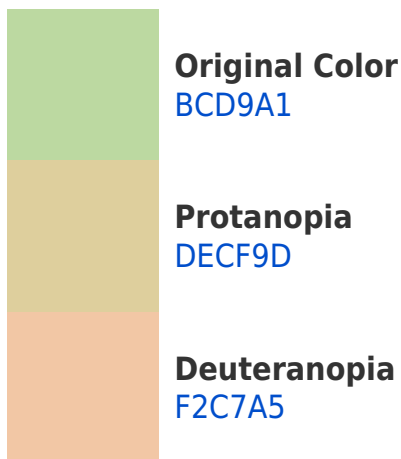 Original Color
BCD9A1
Protanopia
DECF9D
Deuteranopia
F2C7A5